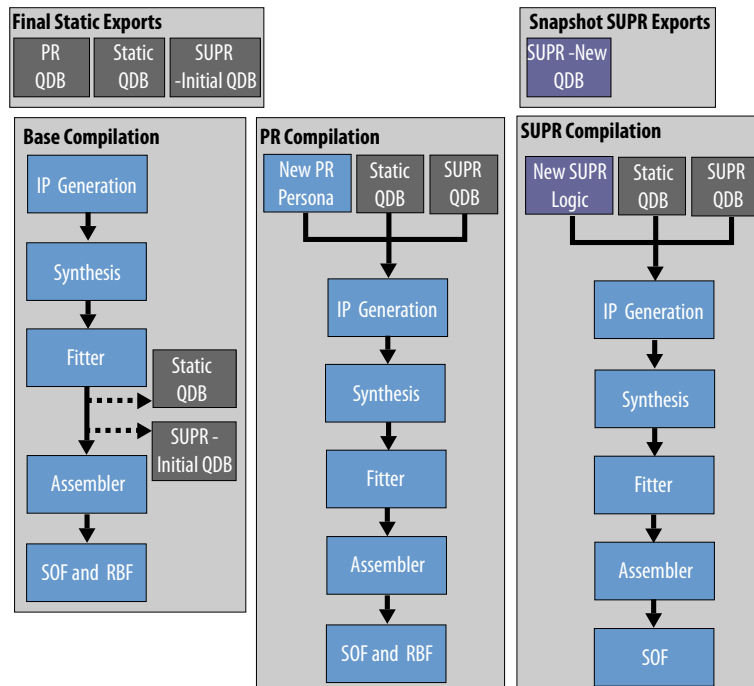 Final Static Exports
PR
QDB
Static
QDB
SUPR
-Initial QDB
Snapshot SUPR Exports
SUPR -New
QDB
Base Compilation
IP Generation
Synthesis
Fitter
Static
QDB
SUPR -
Initial QDB
Assembler
SOF and RBF
PR Compilation
New PR
Persona
Static
QDB
SUPR
QDB
IP Generation
Synthesis
Fitter
Assembler
SOF and RBF
SUPR Compilation
New SUPR
Logic
Static
QDB
SUPR
QDB
IP Generation
Synthesis
Fitter
Assembler
SOF